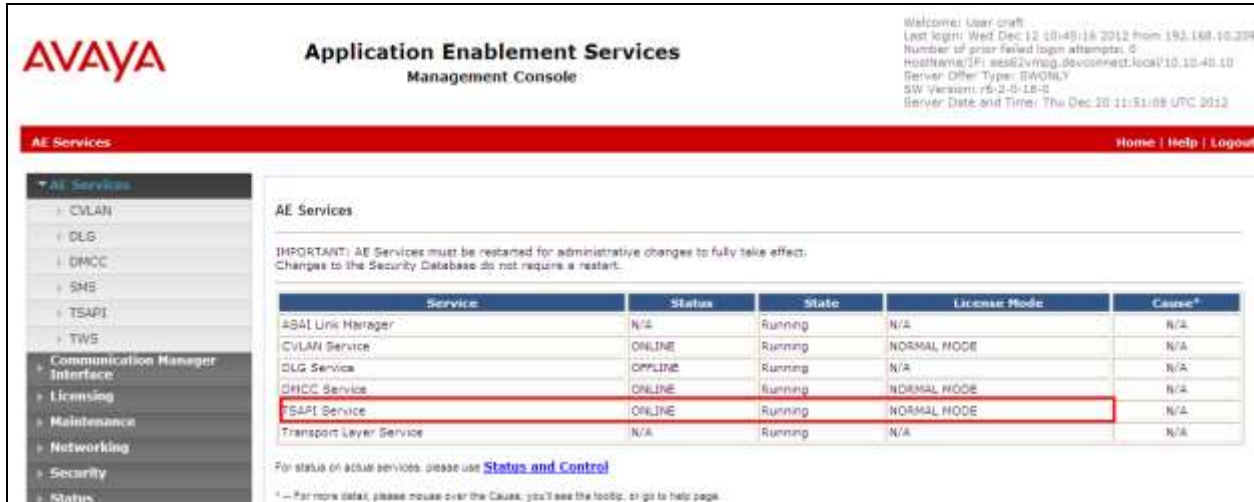 AVAYA
Application Enablement Services
Management Console
Welcome: User craft
Last login: Wed Dec 12 10:40:16 2012 from 192.168.10.209
Number of prior failed login attempts: 0
HostName/IP: aes62vmpg.devconnect.local/10.10.40.10
Server Offer Type: SWONLY
SW Version: r6-2-0-18-0
Server Date and Time: Thu Dec 20 11:51:08 UTC 2012
AE Services
Home | Help | Logout
AE Services
CVLAN
DLG
DMCC
SMS
TSAPI
TWS
Communication Manager
Interface
Licensing
Maintenance
Networking
Security
Status
AE Services
IMPORTANT: AE Services must be restarted for administrative changes to fully take effect.
Changes to the Security Database do not require a restart.
Service Status State License Mode Cause*
ASAI Link Manager N/A Running N/A N/A
CVLAN Service ONLINE Running NORMAL MODE N/A
DLG Service OFFLINE Running N/A N/A
DMCC Service ONLINE Running NORMAL MODE N/A
TSAPI Service ONLINE Running NORMAL MODE N/A
Transport Layer Service N/A Running N/A N/A
For status on actual services, please use Status and Control
* -- For more detail, please mouse over the Cause, you'll see the tooltip, or go to help page.